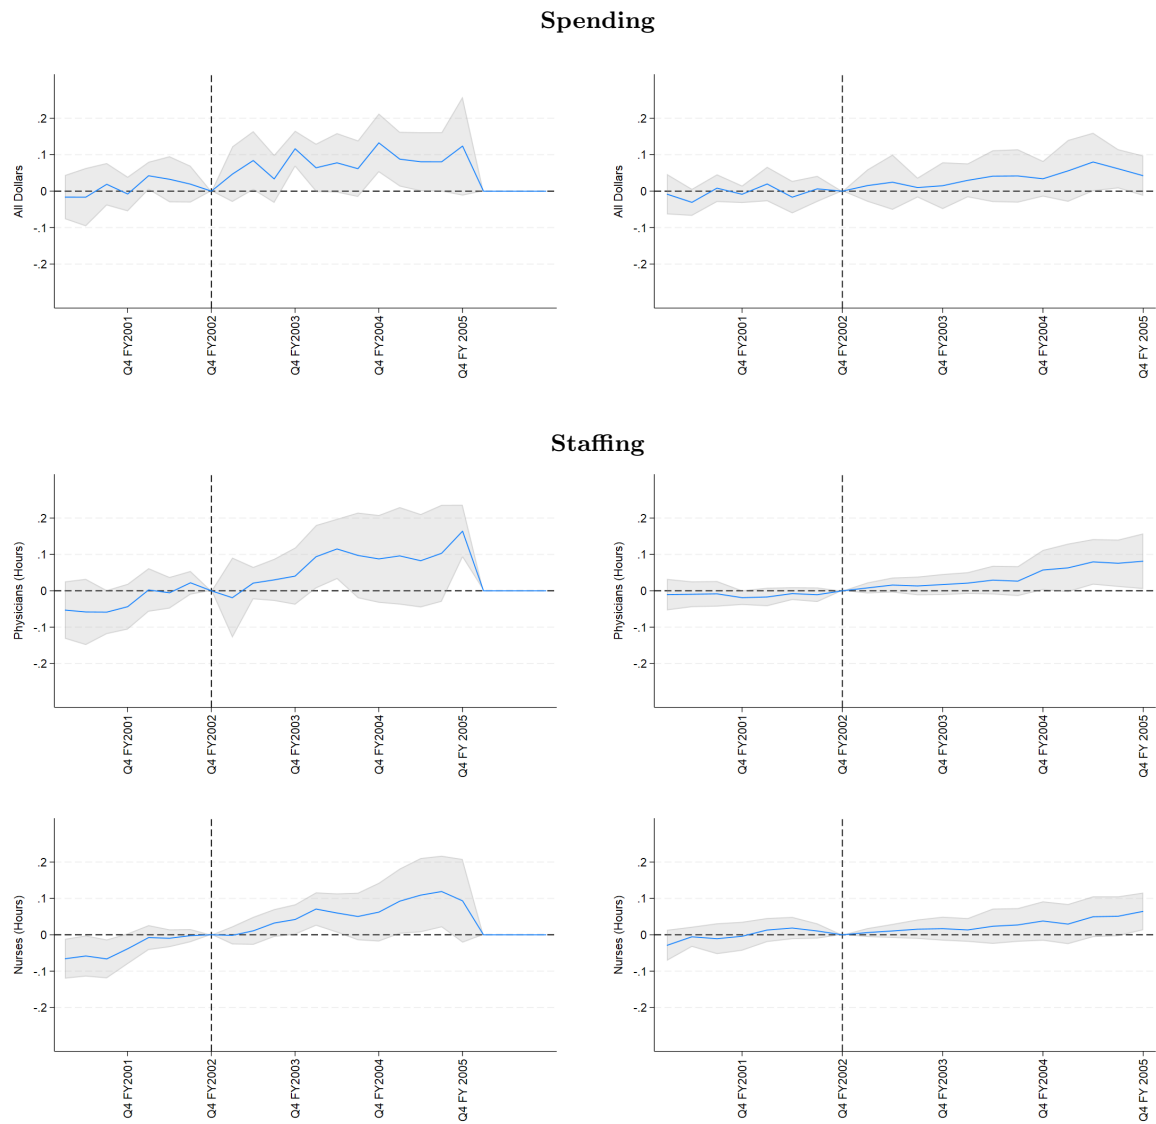 Spending
All Dollars
.2
.1
0
-.1
-.2
Q4 FY2001
Q4 FY2002
Q4 FY2003
Q4 FY2004
Q4 FY2005
All Dollars
.2
.1
0
-.1
-.2
Q4 FY2001
Q4 FY2002
Q4 FY2003
Q4 FY2004
Q4 FY 2005
Staffing
Physicians (Hours)
.2
.1
0
-.1
-.2
Q4 FY2001
Q4 FY2002
Q4 FY2003
Q4 FY2004
Q4 FY 2005
Physicians (Hours)
.2
.1
0
-.1
-.2
Q4 FY2001
Q4 FY2002
Q4 FY2003
Q4 FY2004
Q4 FY 2005
Nurses (Hours)
.2
.1
0
-.1
-.2
Q4 FY2001
Q4 FY2002
Q4 FY2003
Q4 FY2004
Q4 FY 2005
Nurses (Hours)
.2
.1
0
-.1
-.2
Q4 FY2001
Q4 FY2002
Q4 FY2003
Q4 FY2004
Q4 FY 2005